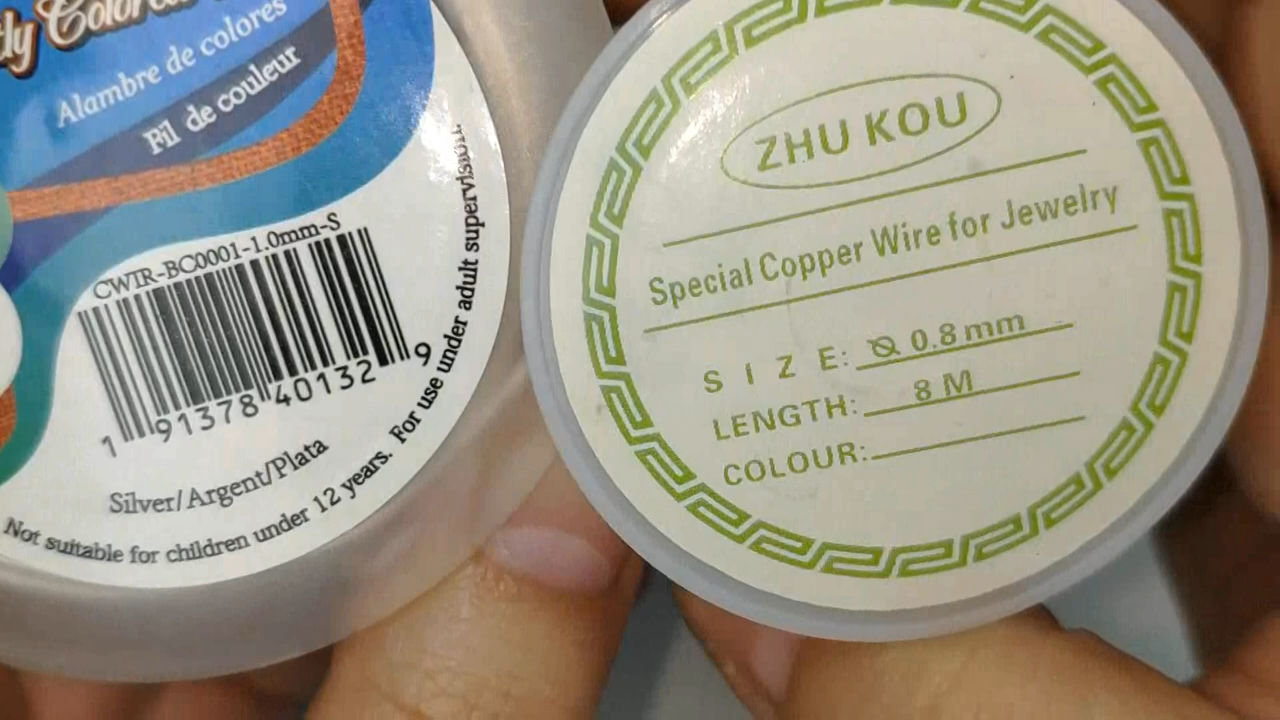 Alambre de colores
Fil de couleur
CWIR-BC0001-1.0mm-S
1 91378 40132 9
Silver/Argent/Plata
Not suitable for children under 12 years. For use under adult supervision.
ZHU KOU
Special Copper Wire for Jewelry
SIZE: Ø 0.8 mm
LENGTH: 8 M
COLOUR: